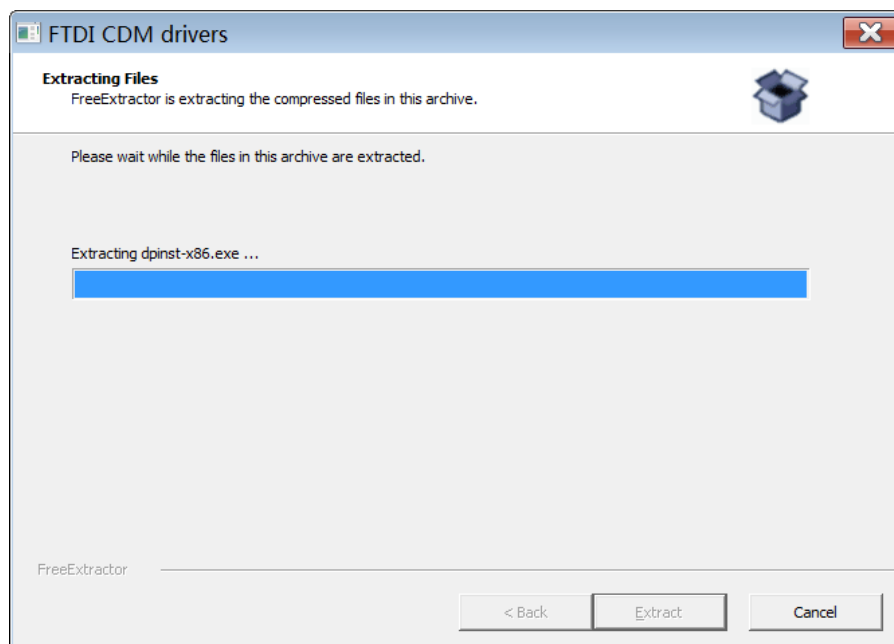 FTDI CDM drivers
Extracting Files
FreeExtractor is extracting the compressed files in this archive.
Please wait while the files in this archive are extracted.
Extracting dpinst-x86.exe ...
FreeExtractor
< Back Extract Cancel